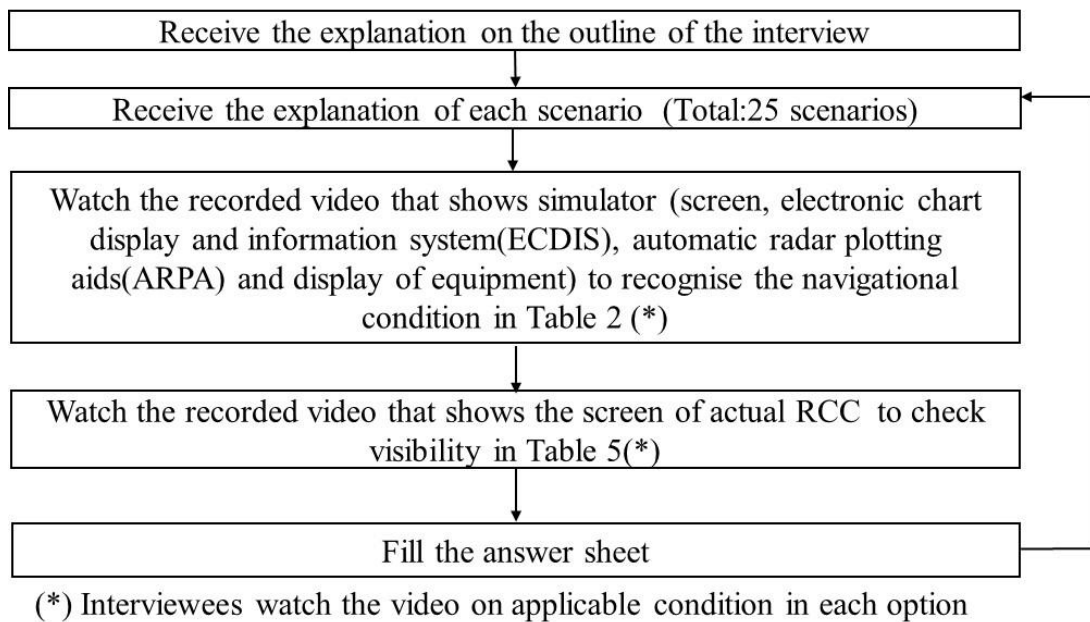 Receive the explanation on the outline of the interview
Receive the explanation of each scenario (Total:25 scenarios)
Watch the recorded video that shows simulator (screen, electronic chart
display and information system(ECDIS), automatic radar plotting
aids(ARPA) and display of equipment) to recognise the navigational
condition in Table 2 (*)
Watch the recorded video that shows the screen of actual RCC to check
visibility in Table 5(*)
Fill the answer sheet
(*) Interviewees watch the video on applicable condition in each option